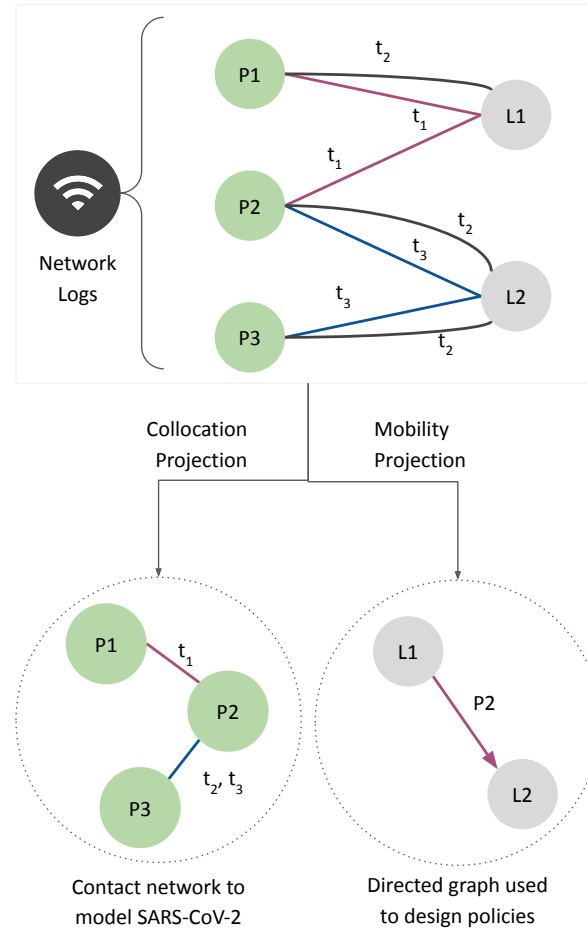 P1
t2
L1
t1
t1
P2
t2
t3
Network
Logs
t3
L2
P3
t2
Collocation
Projection
Mobility
Projection
P1
t1
P2
t2, t3
P3
L1
P2
L2
Contact network to
model SARS-CoV-2
Directed graph used
to design policies